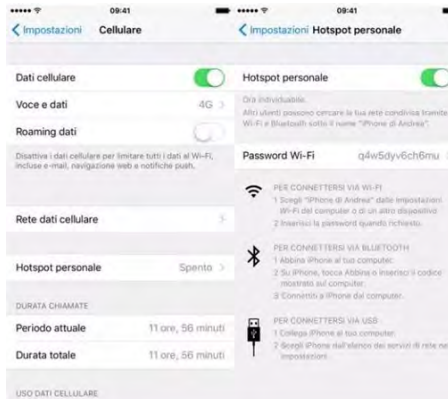 09:41
Impostazioni Cellulare
Dati cellulare
Voce e dati 4G
Roaming dati
Disattiva i dati cellulare per limitare tutti i dati al Wi-Fi,
incluse e-mail, navigazione web e notifiche push.
Rete dati cellulare
Hotspot personale Spento
DURATA CHIAMATE
Periodo attuale 11 ore, 56 minuti
Durata totale 11 ore, 56 minuti
USO DATI CELLULARE
09:41
Impostazioni Hotspot personale
Hotspot personale
Ora individuabile.
Altri utenti possono cercare la tua rete condivisa tramite
Wi-Fi e Bluetooth sotto il nome "iPhone di Andrea".
Password Wi-Fi q4w5dyv6ch6mu
PER CONNETTERSI VIA WI-FI
1 Scegli "iPhone di Andrea" dalle impostazioni
Wi-Fi del computer o di un altro dispositivo
2 Inserisci la password quando richiesto.
PER CONNETTERSI VIA BLUETOOTH
1 Abbina iPhone al tuo computer.
2 Su iPhone, tocca Abbina o inserisci il codice
mostrato sul computer.
3 Connettiti a iPhone dal computer.
PER CONNETTERSI VIA USB
1 Collega iPhone al tuo computer.
2 Scegli iPhone dall'elenco dei servizi di rete
impostazioni.